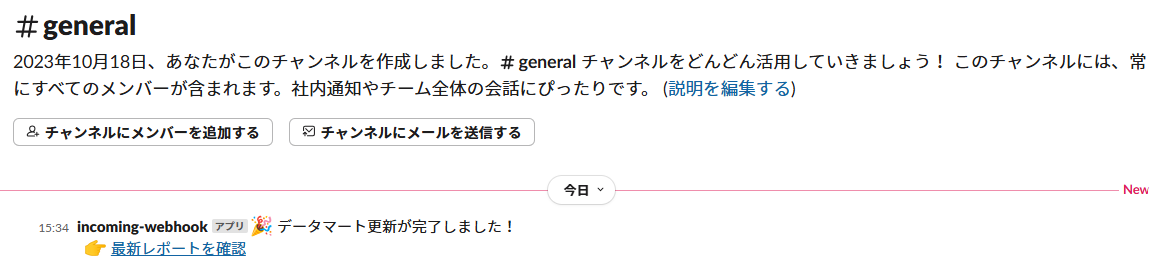 # general
2023年10月18日、あなたがこのチャンネルを作成しました。# general チャンネルをどんどん活用していきましょう！ このチャンネルには、常
にすべてのメンバーが含まれます。社内通知やチーム全体の会話にぴったりです。 (説明を編集する)
チャンネルにメンバーを追加する チャンネルにメールを送信する
今日 New
15:34 incoming-webhook アプリ 🎉 データマート更新が完了しました！
👉 最新レポートを確認